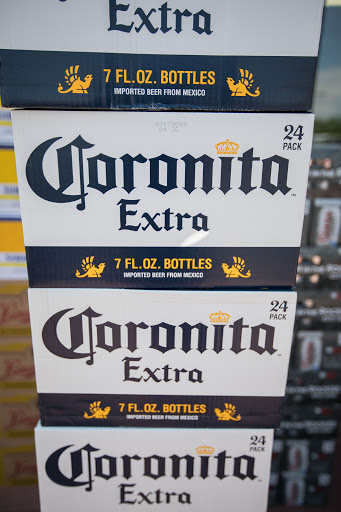 Extra
7 FL.OZ. BOTTLES
IMPORTED BEER FROM MEXICO
24
PACK
Coronita
Extra
7 FL.OZ. BOTTLES
IMPORTED BEER FROM MEXICO
24
PACK
Coronita
Extra
7 FL.OZ. BOTTLES
IMPORTED BEER FROM MEXICO
24
PACK
Coronita
Extra